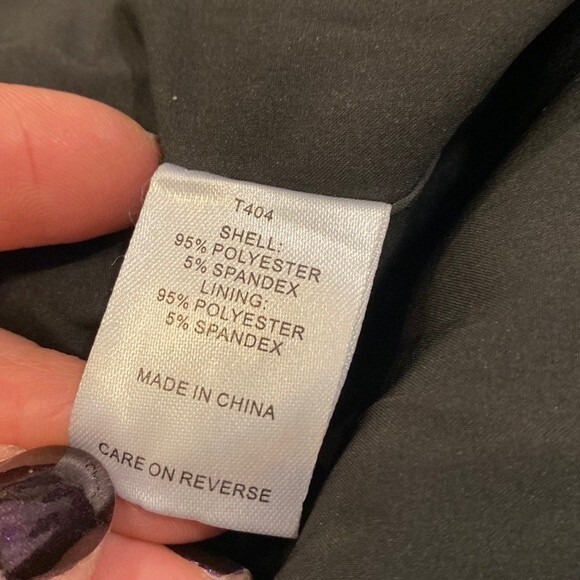 T404
SHELL:
95% POLYESTER
5% SPANDEX
LINING:
95% POLYESTER
5% SPANDEX
MADE IN CHINA
CARE ON REVERSE